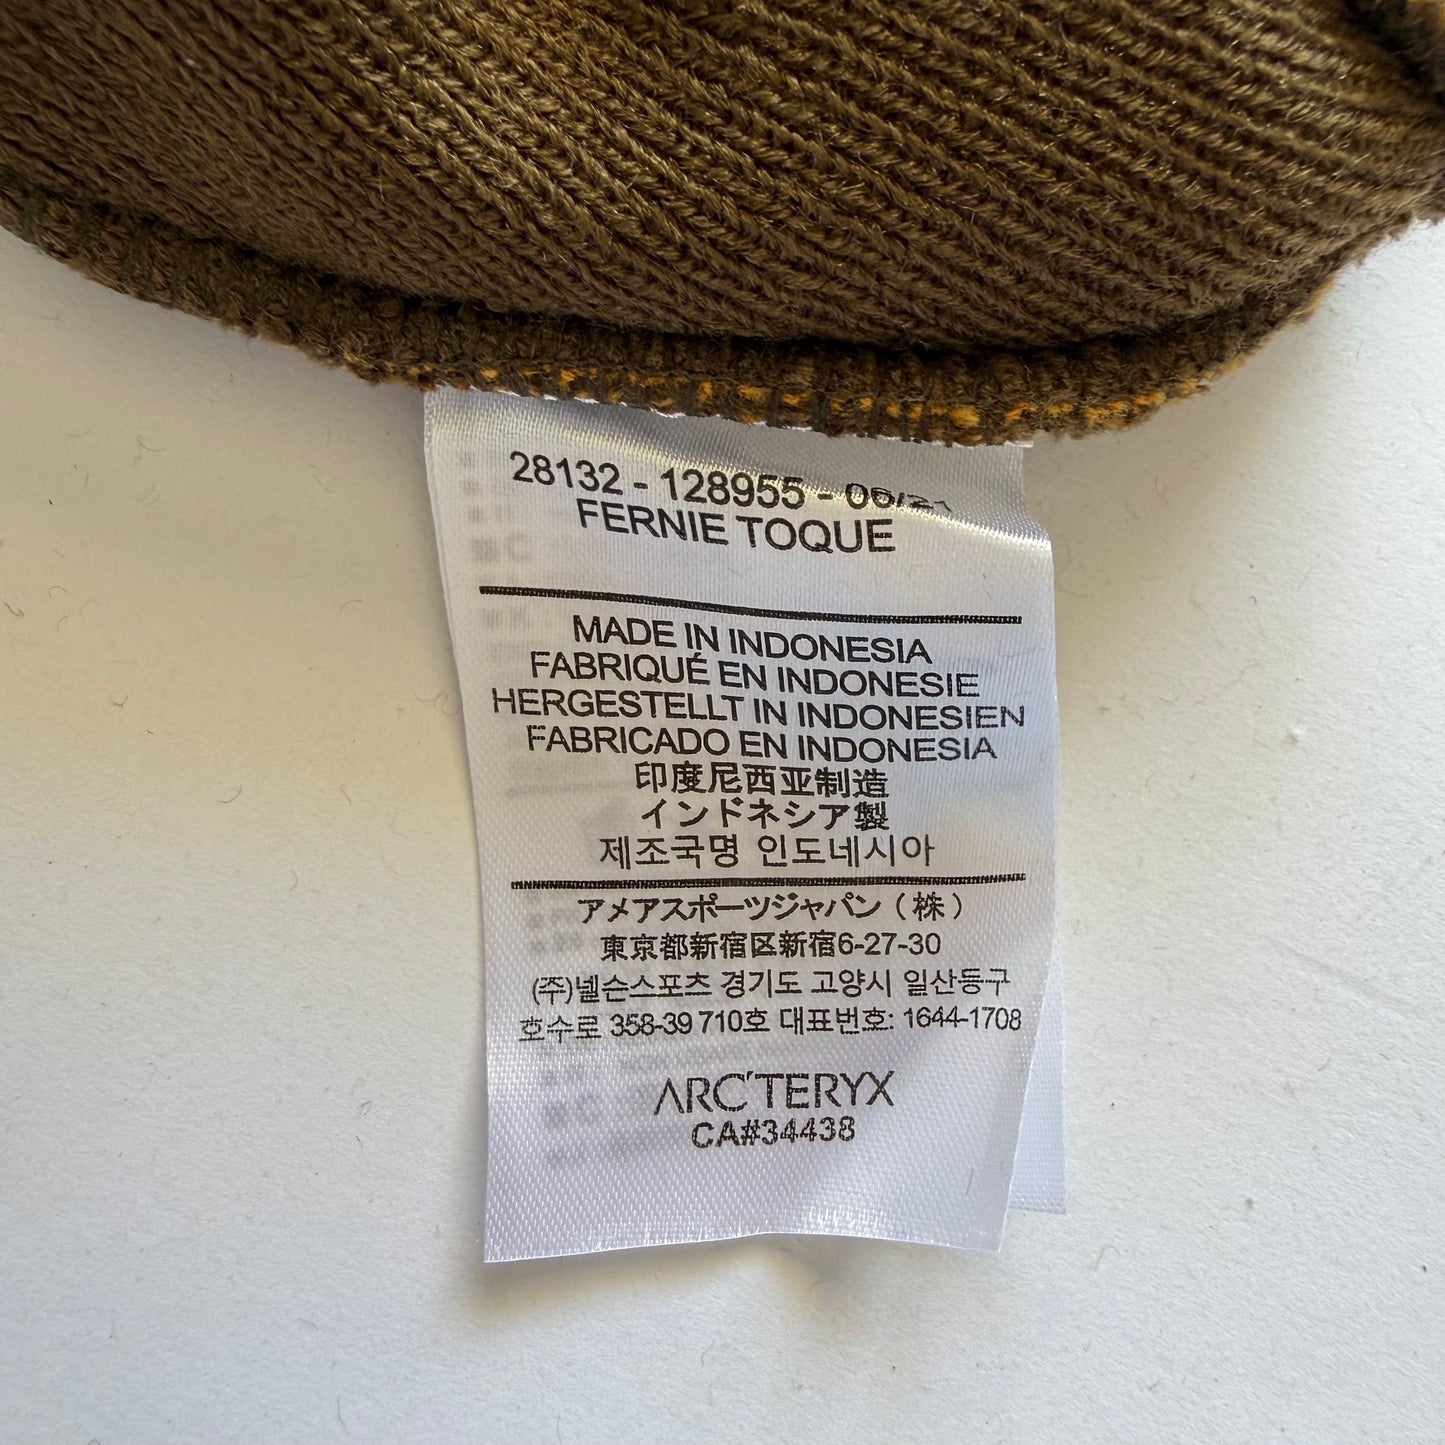 28132 - 128955 - 06/21
FERNIE TOQUE
MADE IN INDONESIA
FABRIQUÉ EN INDONESIE
HERGESTELLT IN INDONESIEN
FABRICADO EN INDONESIA
印度尼西亚制造
インドネシア製
제조국명 인도네시아
アメアスポーツジャパン（株）
東京都新宿区新宿6-27-30
(주)넬슨스포츠 경기도 고양시 일산동구
호수로 358-39 710호 대표번호: 1644-1708
ARC'TERYX
CA#34438